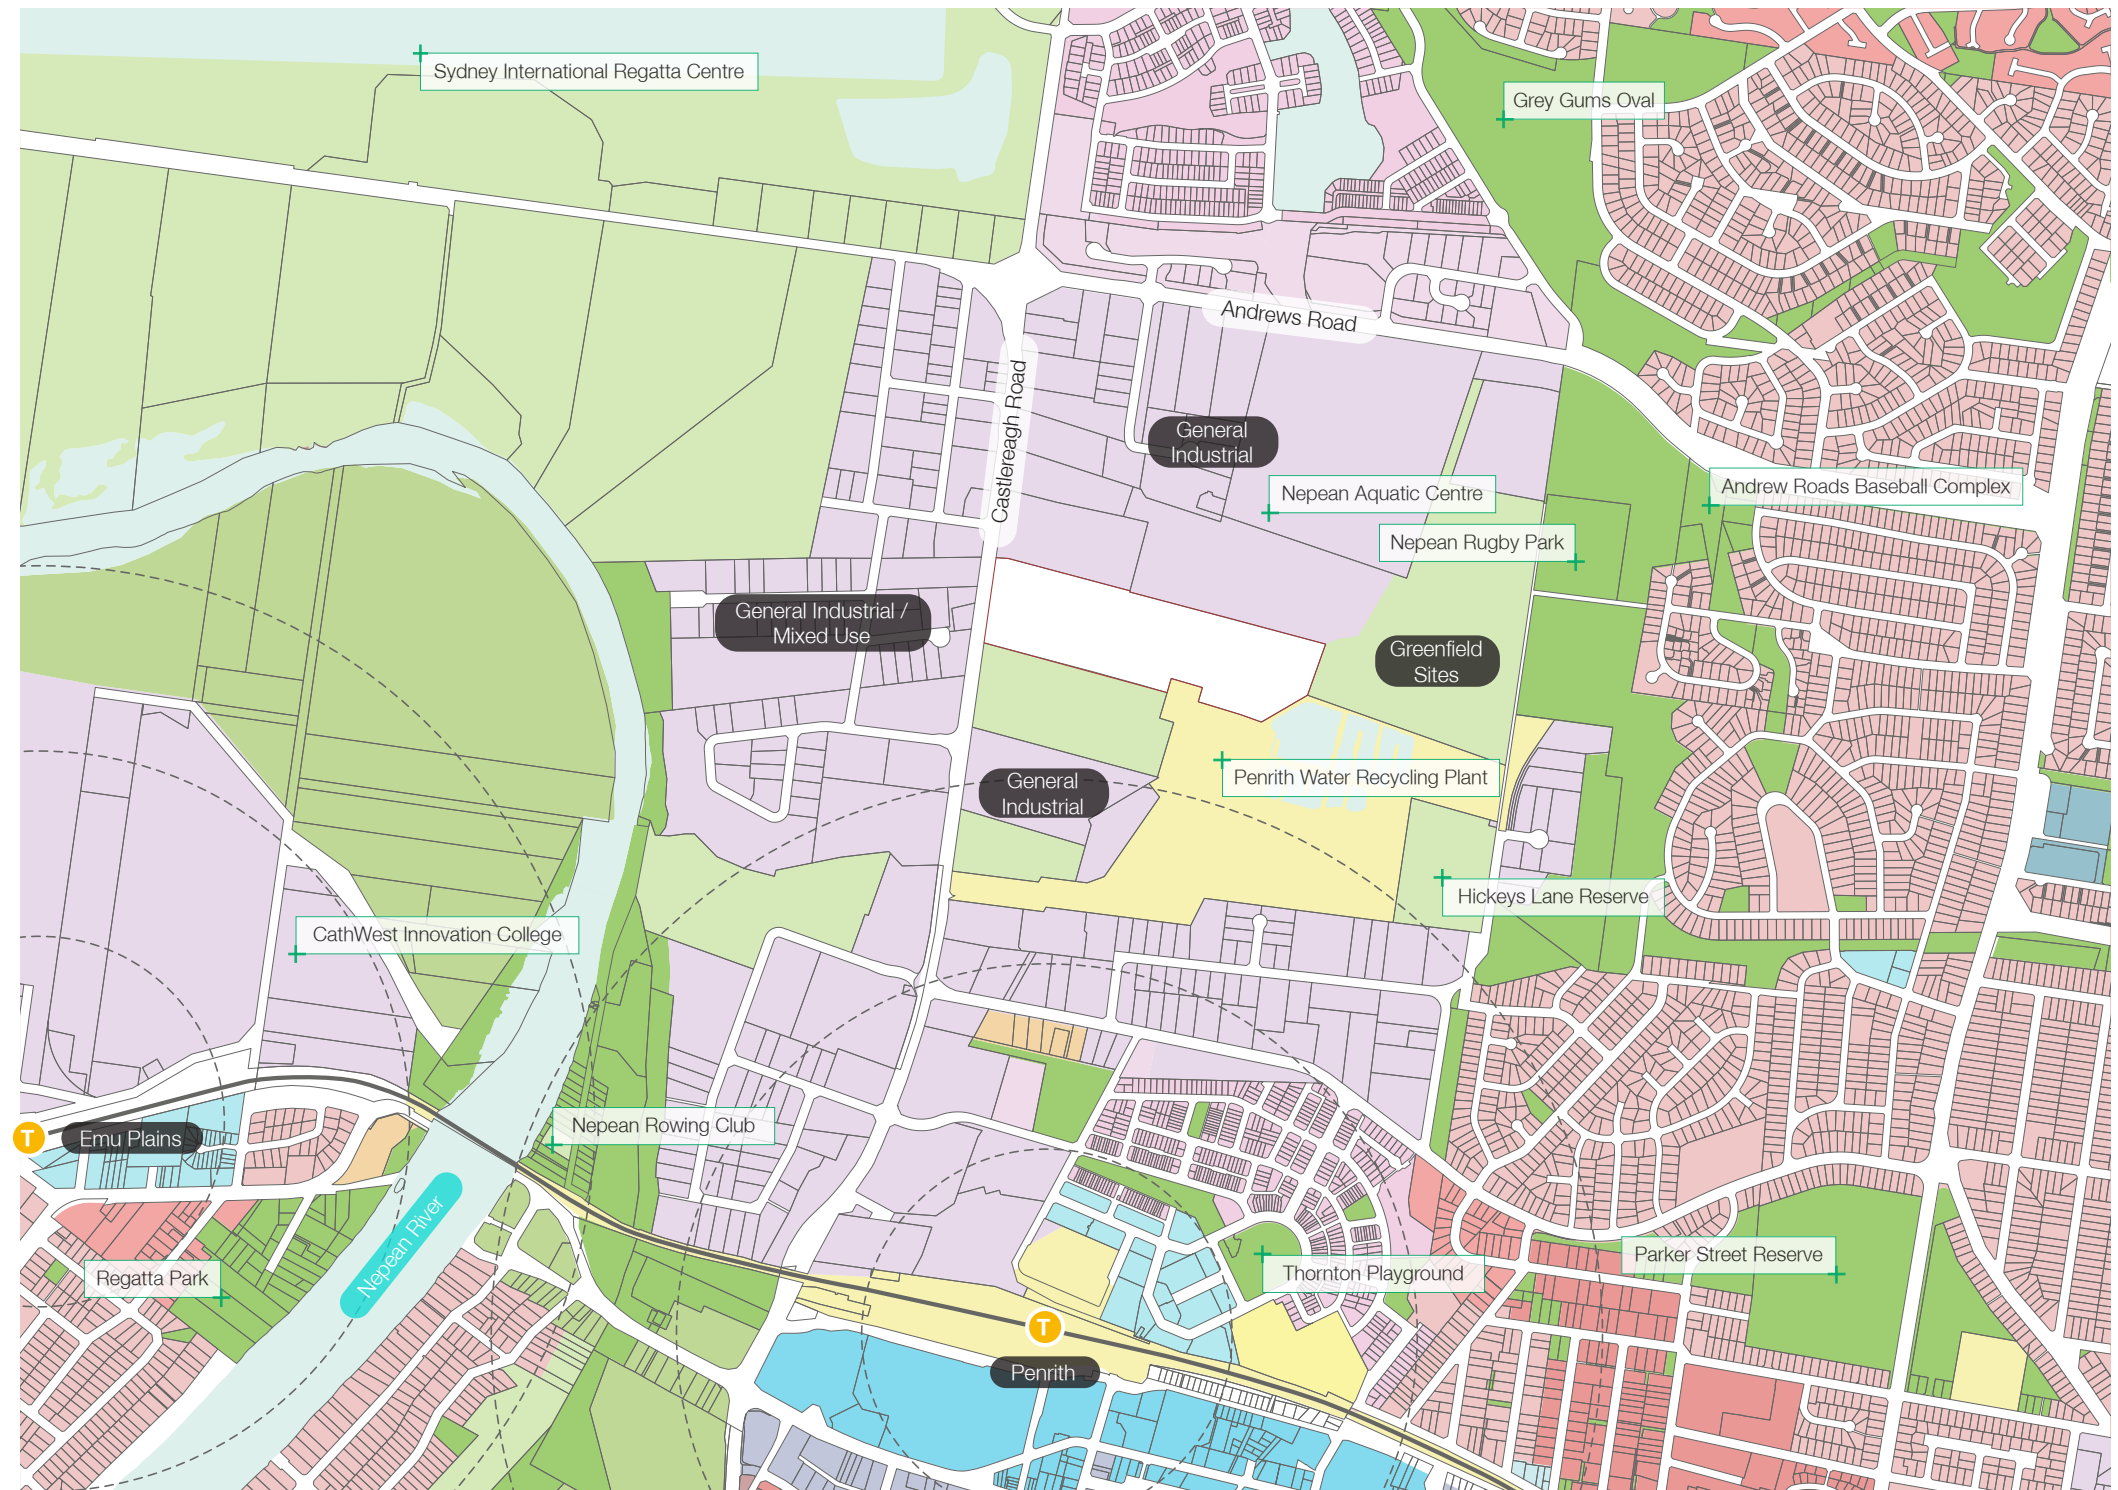 Sydney International Regatta Centre
Grey Gums Oval
Andrews Road
Castlereagh Road
General
Industrial
Nepean Aquatic Centre
Andrew Roads Baseball Complex
Nepean Rugby Park
General Industrial /
Mixed Use
Greenfield
Sites
General
Industrial
Penrith Water Recycling Plant
Hickeys Lane Reserve
CathWest Innovation College
Nepean Rowing Club
T
Emu Plains
Nepean River
Regatta Park
Parker Street Reserve
Thornton Playground
T
Penrith